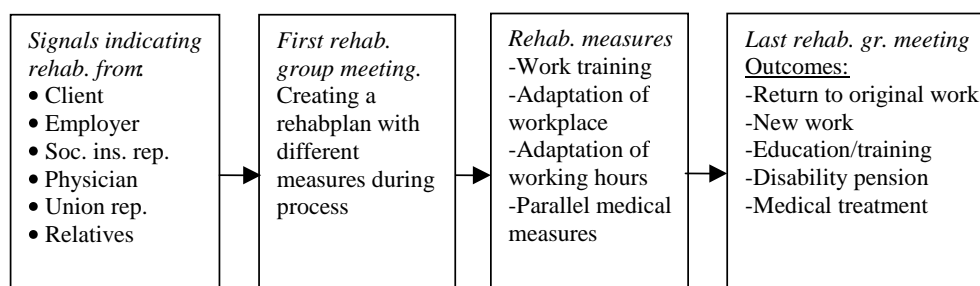 Signals indicating
rehab. from:
• Client
• Employer
• Soc. ins. rep.
• Physician
• Union rep.
• Relatives
First rehab.
group meeting.
Creating a
rehabplan with
different
measures during
process
Rehab. measures
-Work training
-Adaptation of
workplace
-Adaptation of
working hours
-Parallel medical
measures
Last rehab. gr. meeting
Outcomes:
-Return to original work
-New work
-Education/training
-Disability pension
-Medical treatment